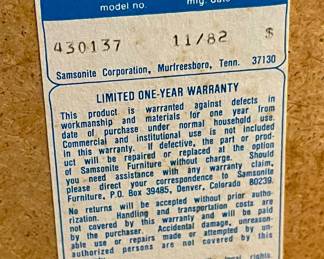 model no. mfg. date
430137 11/82 $
Samsonite Corporation, Murfreesboro, Tenn. 37130
LIMITED ONE-YEAR WARRANTY
This product is warranted against defects in
workmanship and materials for one year from
date of purchase under normal household use.
Commercial and institutional use is not included
in this warranty. If defective, the part or prod-
uct will be repaired or replaced at the option
of Samsonite Furniture without charge. Should
you need assistance with any warranty claim,
please direct your correspondence to Samsonite
Furniture, P.O. Box 39485, Denver, Colorado 80239.
No returns will be accepted without prior autho-
rization. Handling and transportation costs are
not covered by this warranty and must be paid
by the purchaser. Accidental damage, unreason-
able use or repairs made or attempted by un-
authorized persons are not covered by this
legal rights.